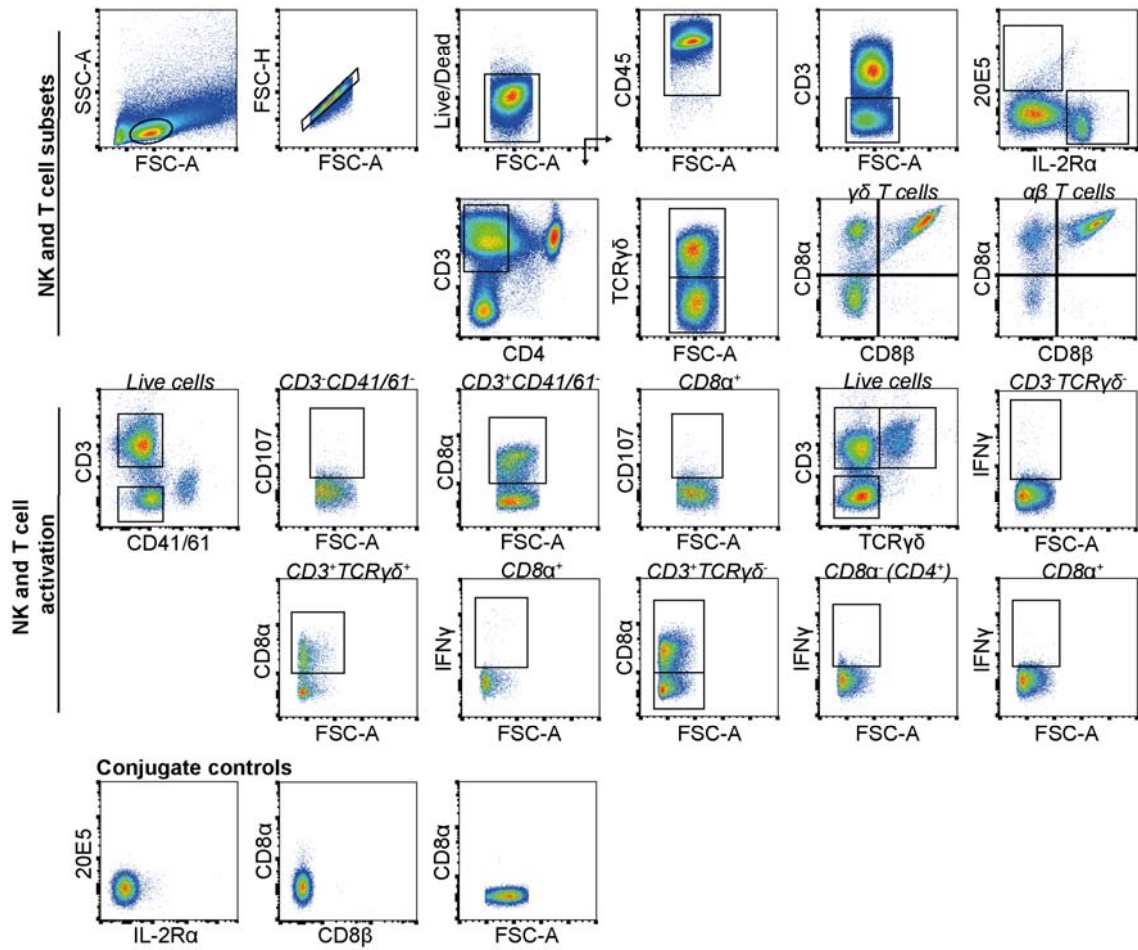 NK and T cell subsets
SSC-A
FSC-A
FSC-H
FSC-A
Live/Dead
FSC-A
CD45
FSC-A
CD3
FSC-A
20E5
IL-2Rα
CD3
CD4
TCRγδ
FSC-A
γδ T cells
CD8α
CD8β
αβ T cells
CD8α
CD8β
NK and T cell
activation
Live cells
CD3
CD41/61
CD3⁻CD41/61⁻
CD107
FSC-A
CD3⁺CD41/61⁻
CD8α
FSC-A
CD8α⁺
CD107
FSC-A
Live cells
CD3
TCRγδ
CD3⁻TCRγδ⁻
IFNγ
FSC-A
CD3⁺TCRγδ⁺
CD8α
FSC-A
CD8α⁺
IFNγ
FSC-A
CD3⁺TCRγδ⁻
CD8α
FSC-A
CD8α⁻ (CD4⁺)
IFNγ
FSC-A
CD8α⁺
IFNγ
FSC-A
Conjugate controls
20E5
IL-2Rα
CD8α
CD8β
CD8α
FSC-A